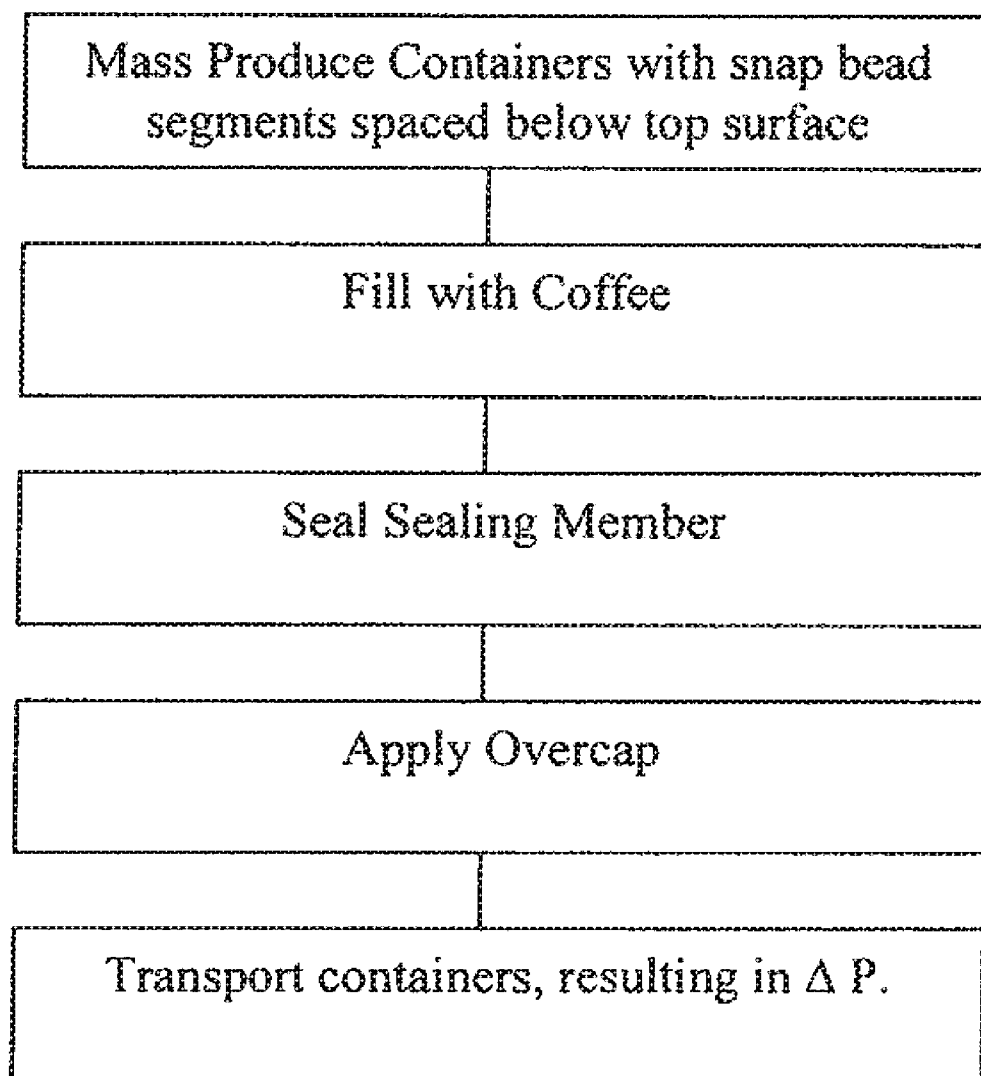 Mass Produce Containers with snap bead
segments spaced below top surface
Fill with Coffee
Seal Sealing Member
Apply Overcap
Transport containers, resulting in Δ P.